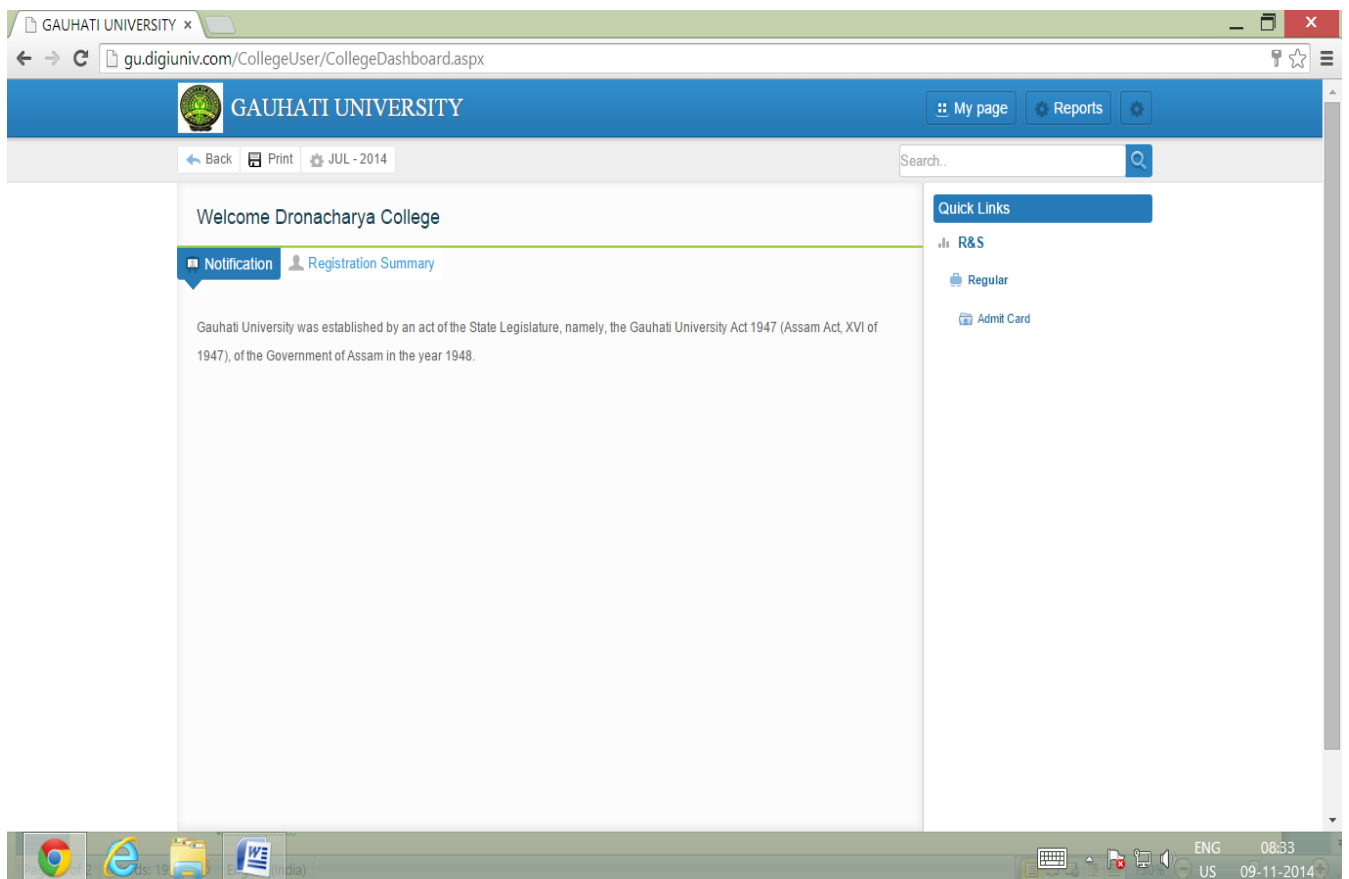 GAUHATI UNIVERSITY ×
gu.digiuniv.com/CollegeUser/CollegeDashboard.aspx
GAUHATI UNIVERSITY
My page Reports
Back Print JUL - 2014 Search..
Welcome Dronacharya College
Quick Links
R&S
Notification Registration Summary
Regular
Admit Card
Gauhati University was established by an act of the State Legislature, namely, the Gauhati University Act 1947 (Assam Act, XVI of
1947), of the Government of Assam in the year 1948.
ENG 08:33
US 09-11-2014